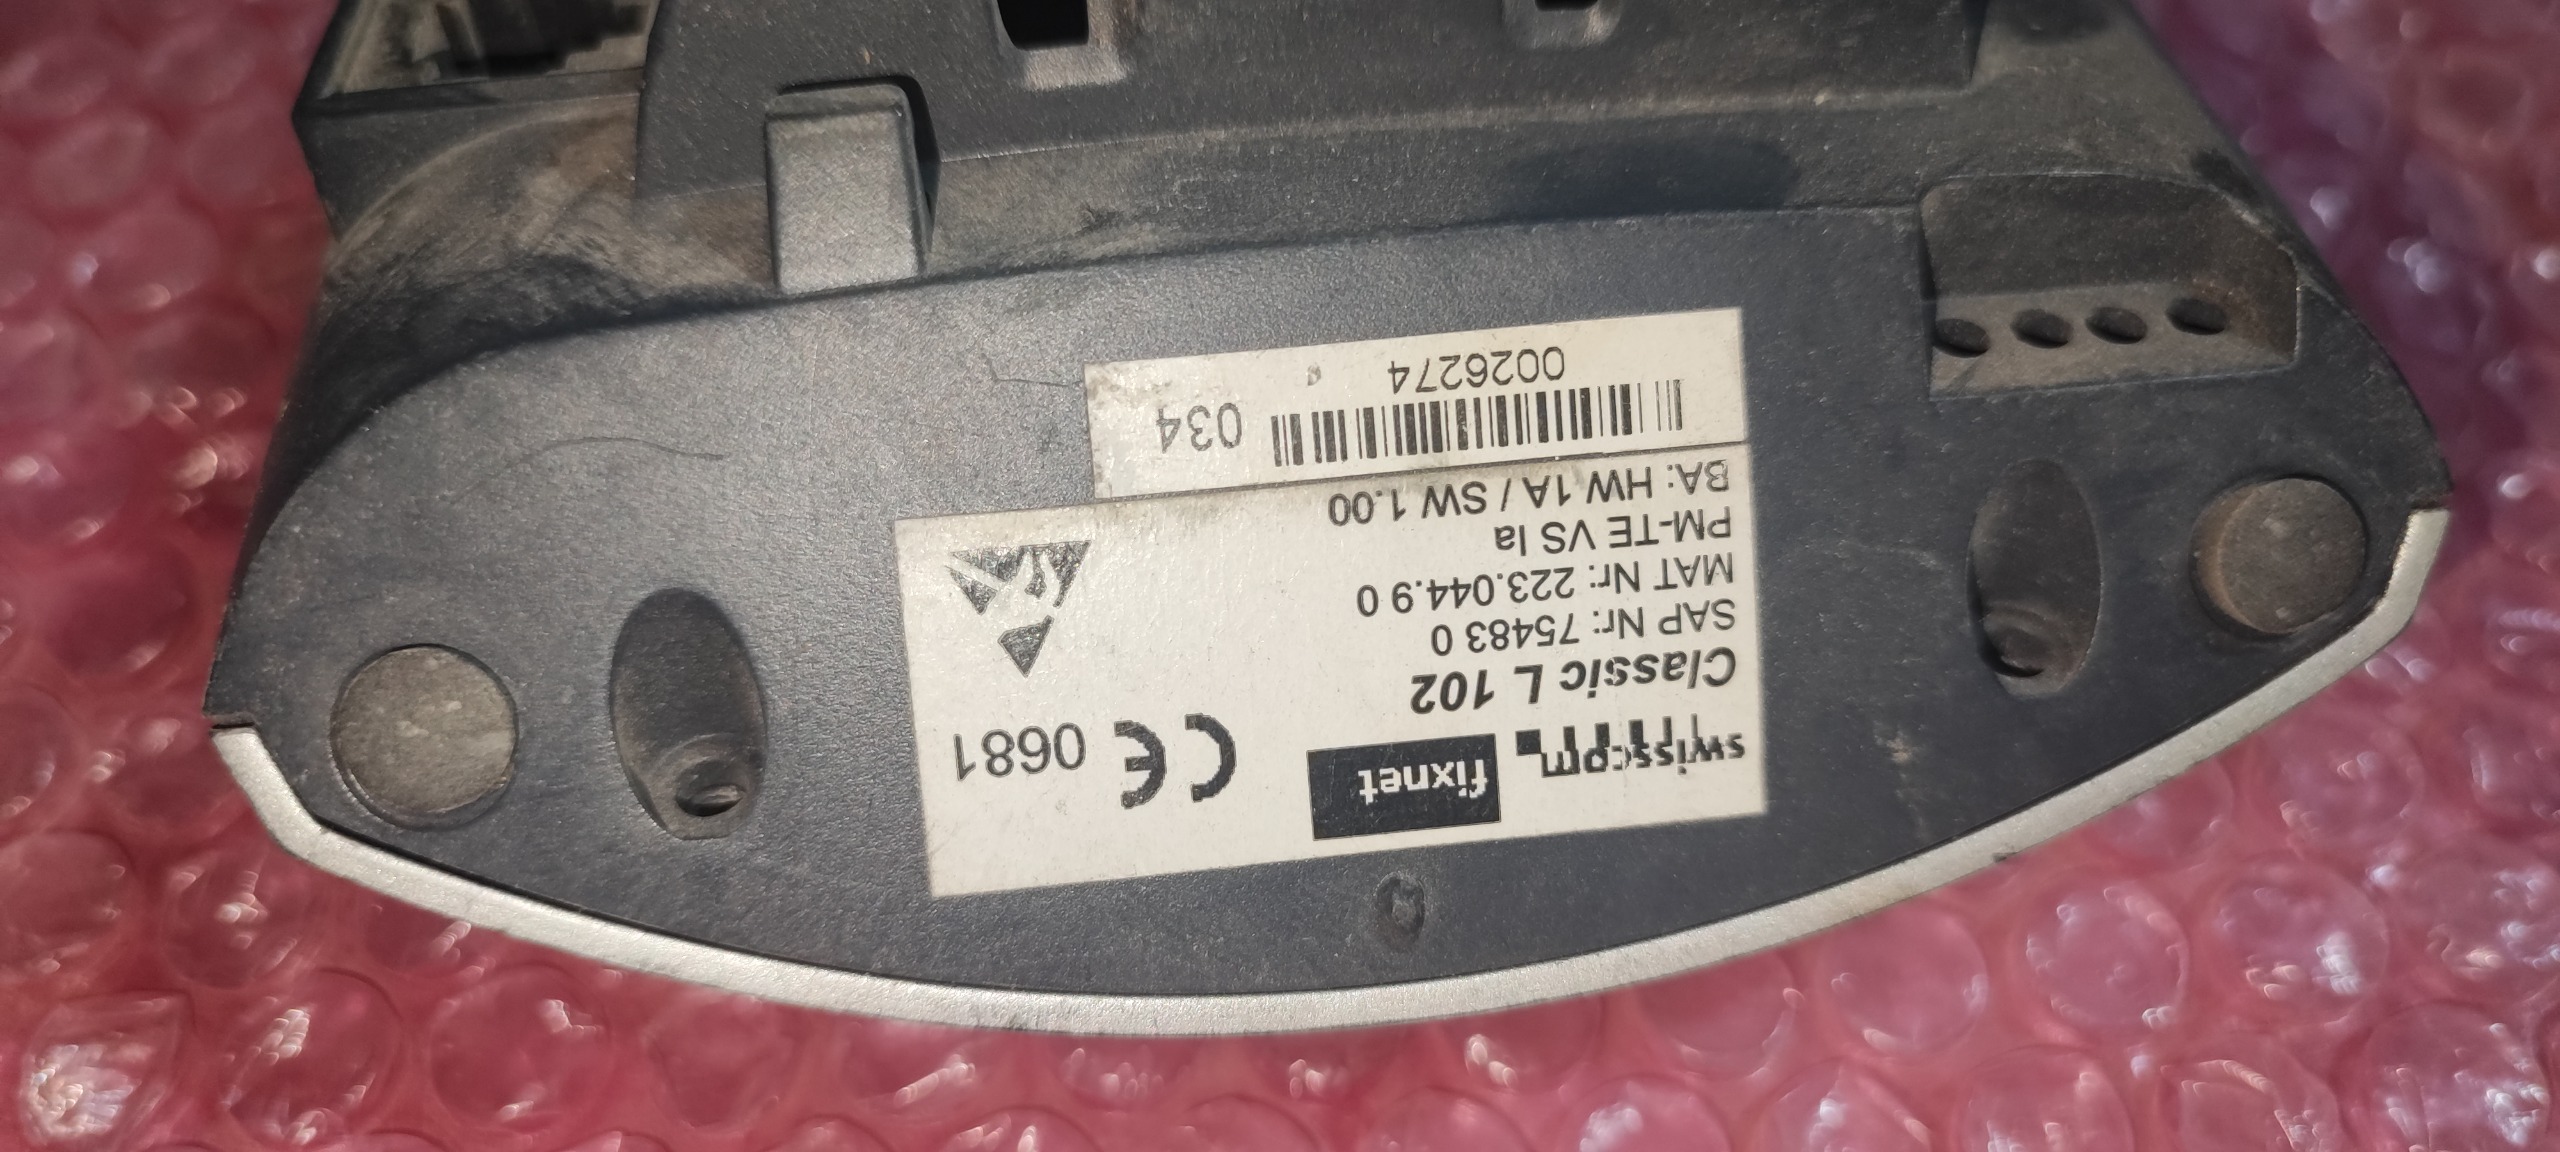 swisscom fixnet CE 0681
Classic L 102
SAP Nr: 75483 0
MAT Nr: 223.044.9 0
PM-TE VS Ia
BA: HW 1A / SW 1.00
034
0026274